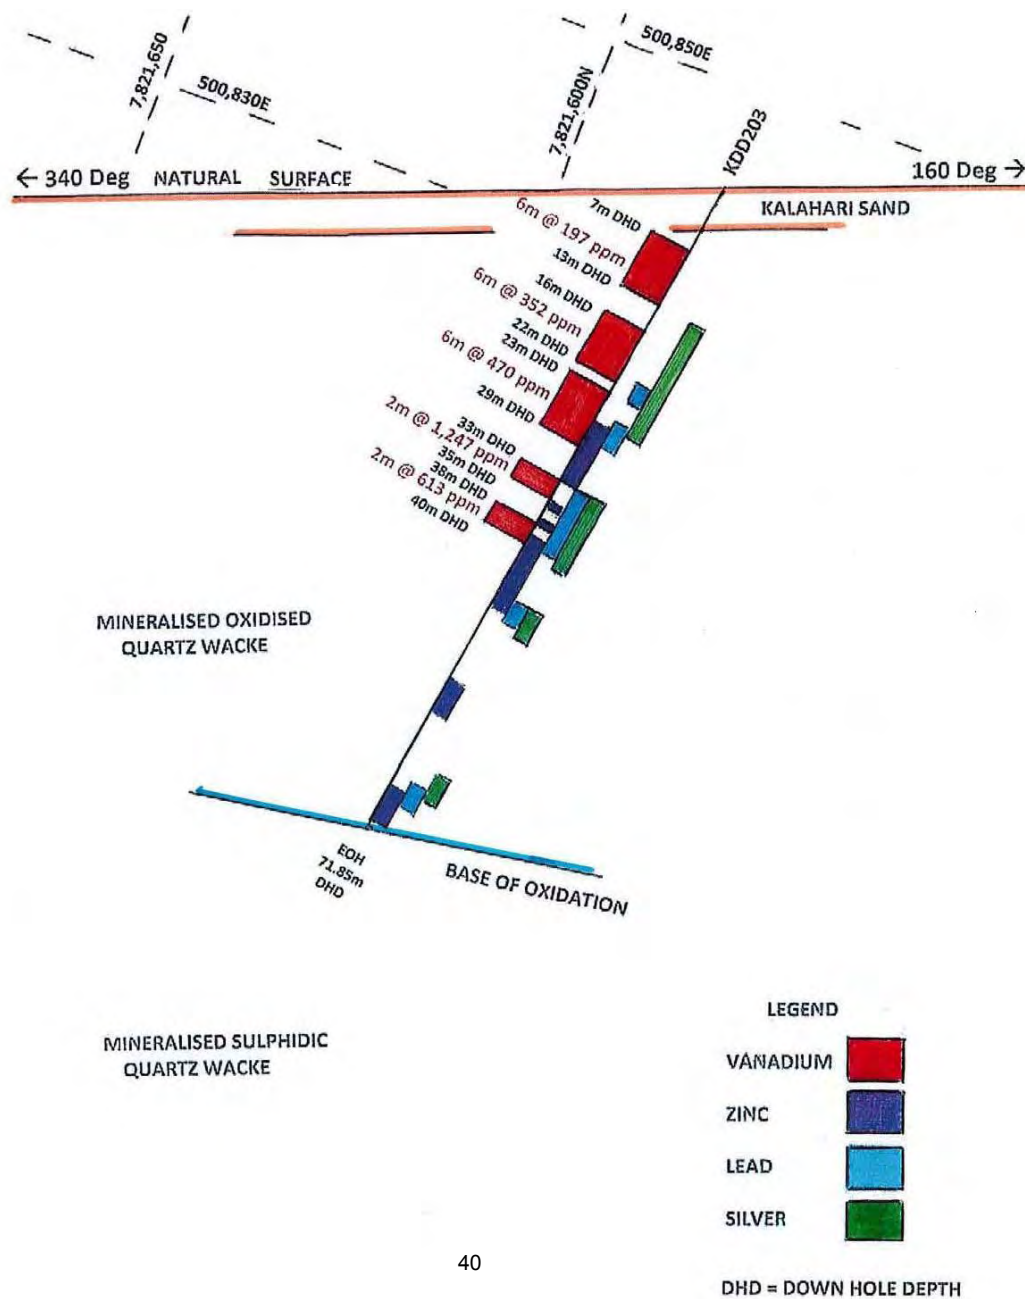 7,821,650
500,830E
7,821,600N
500,850E
KDD203
← 340 Deg NATURAL SURFACE
160 Deg →
KALAHARI SAND
7m DHD
6m @ 197 ppm
13m DHD
16m DHD
6m @ 352 ppm
22m DHD
23m DHD
6m @ 470 ppm
29m DHD
33m DHD
2m @ 1,247 ppm
35m DHD
38m DHD
2m @ 613 ppm
40m DHD
MINERALISED OXIDISED
QUARTZ WACKE
EOH
71.85m
DHD
BASE OF OXIDATION
MINERALISED SULPHIDIC
QUARTZ WACKE
LEGEND
VANADIUM
ZINC
LEAD
SILVER
40
DHD = DOWN HOLE DEPTH